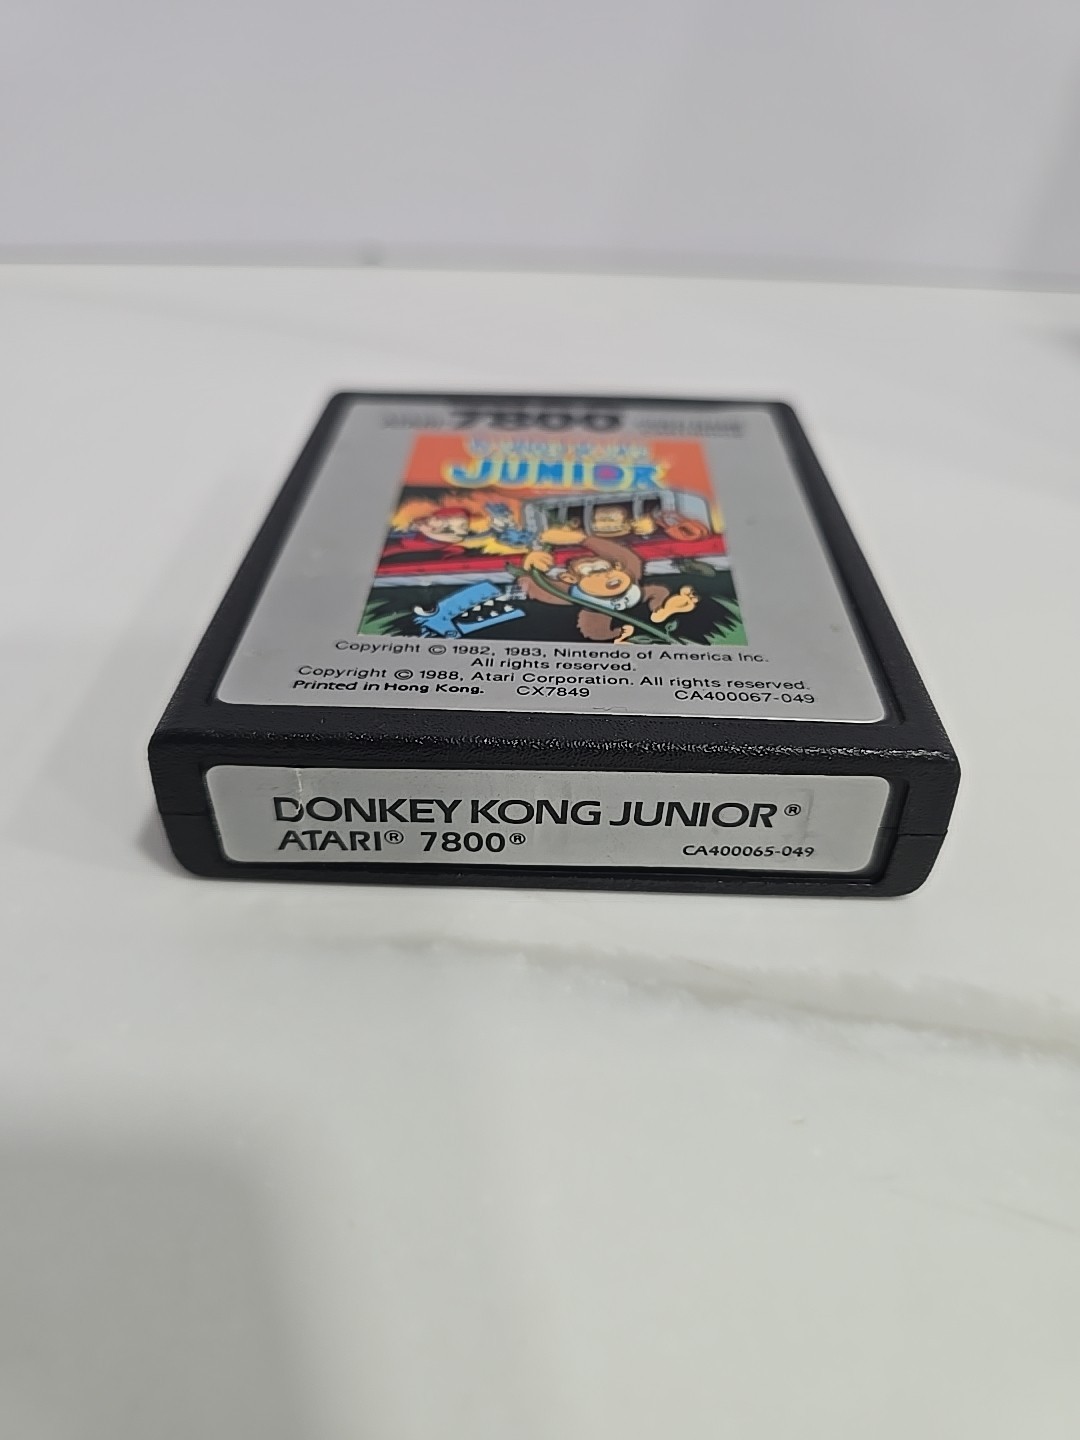 7800
JUNIOR
Copyright © 1982, 1983, Nintendo of America Inc.
All rights reserved.
Copyright © 1988, Atari Corporation. All rights reserved.
Printed in Hong Kong. CX7849 CA400067-049
DONKEY KONG JUNIOR®
ATARI® 7800®
CA400065-049